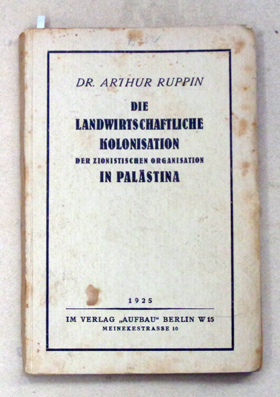 DR. ARTHUR RUPPIN
DIE
LANDWIRTSCHAFTLICHE
KOLONISATION
DER ZIONISTISCHEN ORGANISATION
IN PALÄSTINA
1925
IM VERLAG „AUFBAU" BERLIN W 15
MEINEKESTRASSE 10